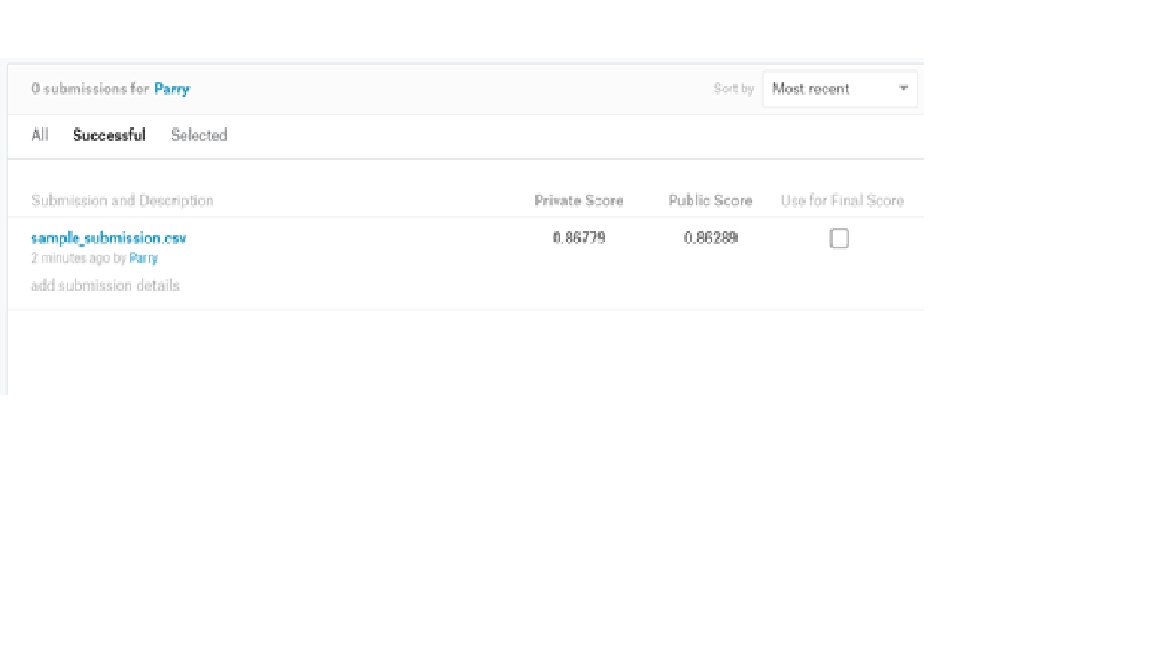 0 submissions for Parry
Sort by Most recent
All Successful Selected
Submission and Description Private Score Public Score Use for Final Score
sample_submission.csv 0.86779 0.86289
2 minutes ago by Parry
add submission details